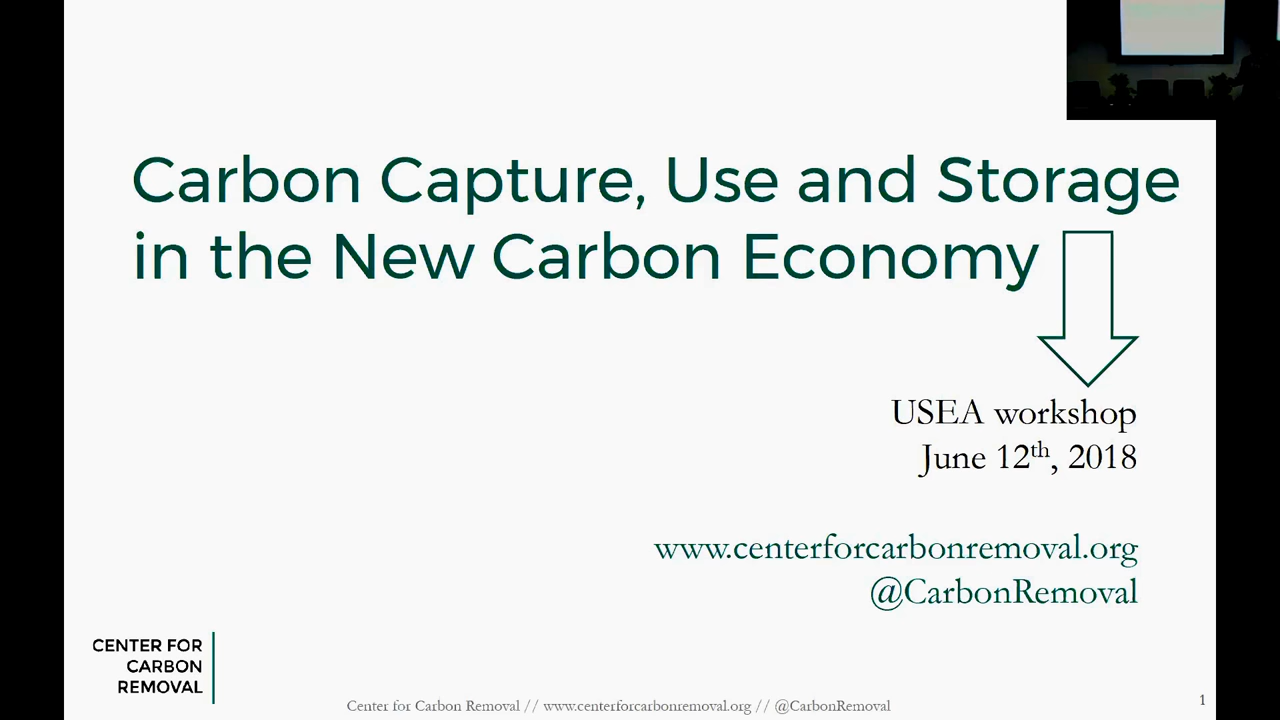 Carbon Capture, Use and Storage
in the New Carbon Economy
USEA workshop
June 12th, 2018
www.centerforcarbonremoval.org
@CarbonRemoval
CENTER FOR
CARBON
REMOVAL
Center for Carbon Removal // www.centerforcarbonremoval.org // @CarbonRemoval
1